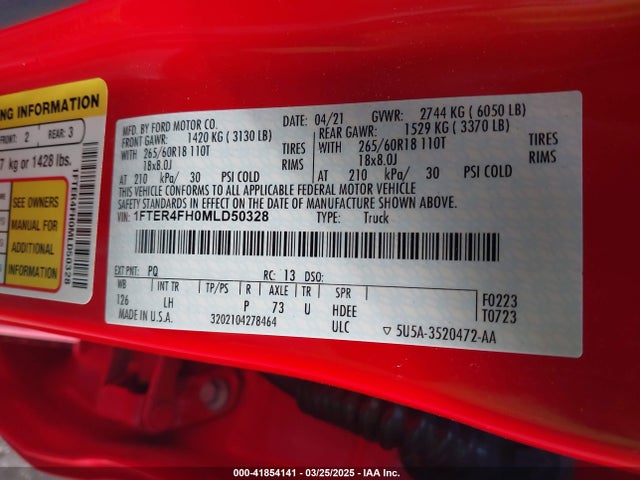 NG INFORMATION
FRONT: 2 REAR: 3
7 kg or 1428 lbs.
SEE OWNERS
MANUAL FOR
ADDITIONAL
INFORMATION
1FTER4FH0MLD50328
MFD. BY FORD MOTOR CO.
DATE: 04/21 GVWR: 2744 KG ( 6050 LB)
FRONT GAWR: 1420 KG ( 3130 LB)
REAR GAWR: 1529 KG ( 3370 LB)
WITH 265/60R18 110T TIRES
18x8.0J RIMS
AT 210 kPa/ 30 PSI COLD
WITH 265/60R18 110T TIRES
18x8.0J RIMS
AT 210 kPa/ 30 PSI COLD
THIS VEHICLE CONFORMS TO ALL APPLICABLE FEDERAL MOTOR VEHICLE
SAFETY STANDARDS IN EFFECT ON THE DATE OF MANUFACTURE SHOWN ABOVE.
VIN: 1FTER4FH0MLD50328 TYPE: Truck
EXT PNT: PQ RC: 13 DSO:
WB INT TR TP/PS R AXLE TR SPR
126 LH P 73 U HDEE
ULC
F0223
T0723
MADE IN U.S.A. 3202104278464
▽ 5U5A-3520472-AA
000-41854141 — 03/25/2025 — IAA Inc.